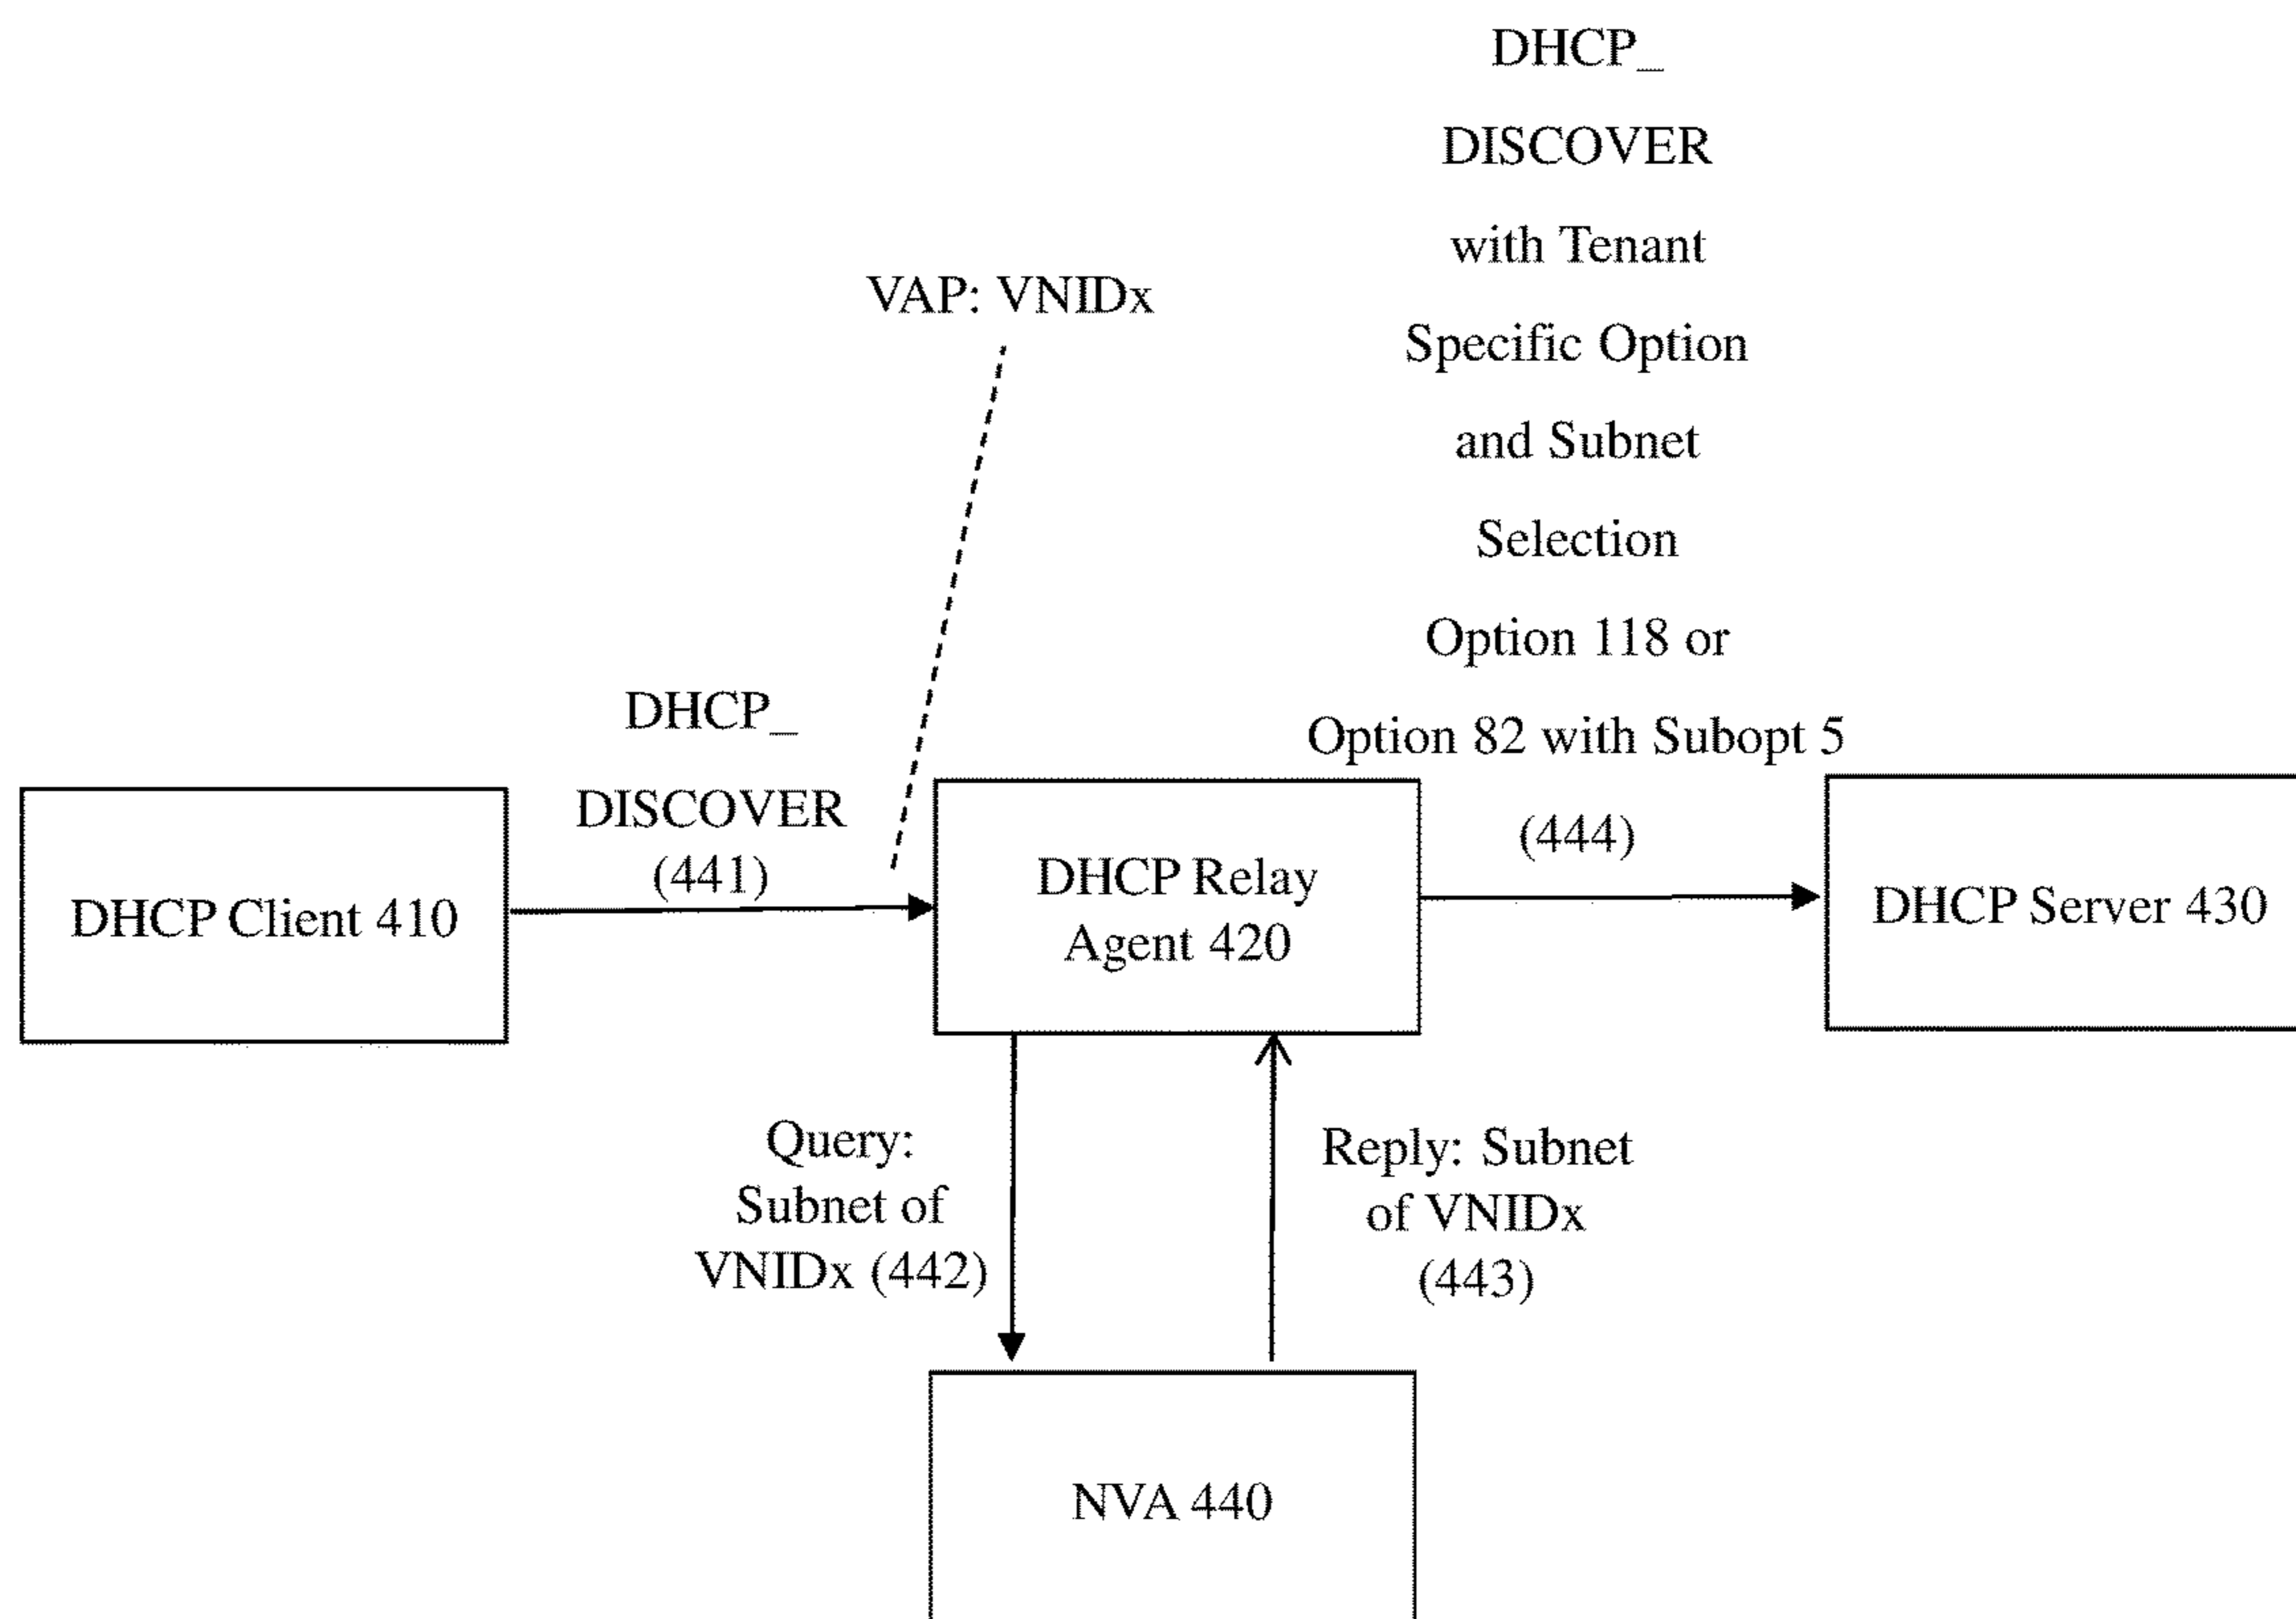 DHCP_
DISCOVER
with Tenant
Specific Option
and Subnet
Selection
Option 118 or
Option 82 with Subopt 5
(444)
VAP: VNIDx
DHCP_
DISCOVER
(441)
DHCP Client 410
DHCP Relay
Agent 420
DHCP Server 430
Query:
Subnet of
VNIDx (442)
Reply: Subnet
of VNIDx
(443)
NVA 440